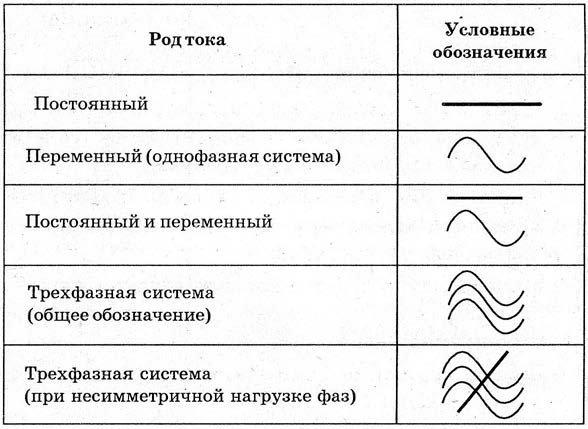 Род тока
Условные
обозначения
Постоянный
Переменный (однофазная система)
Постоянный и переменный
Трехфазная система
(общее обозначение)
Трехфазная система
(при несимметричной нагрузке фаз)